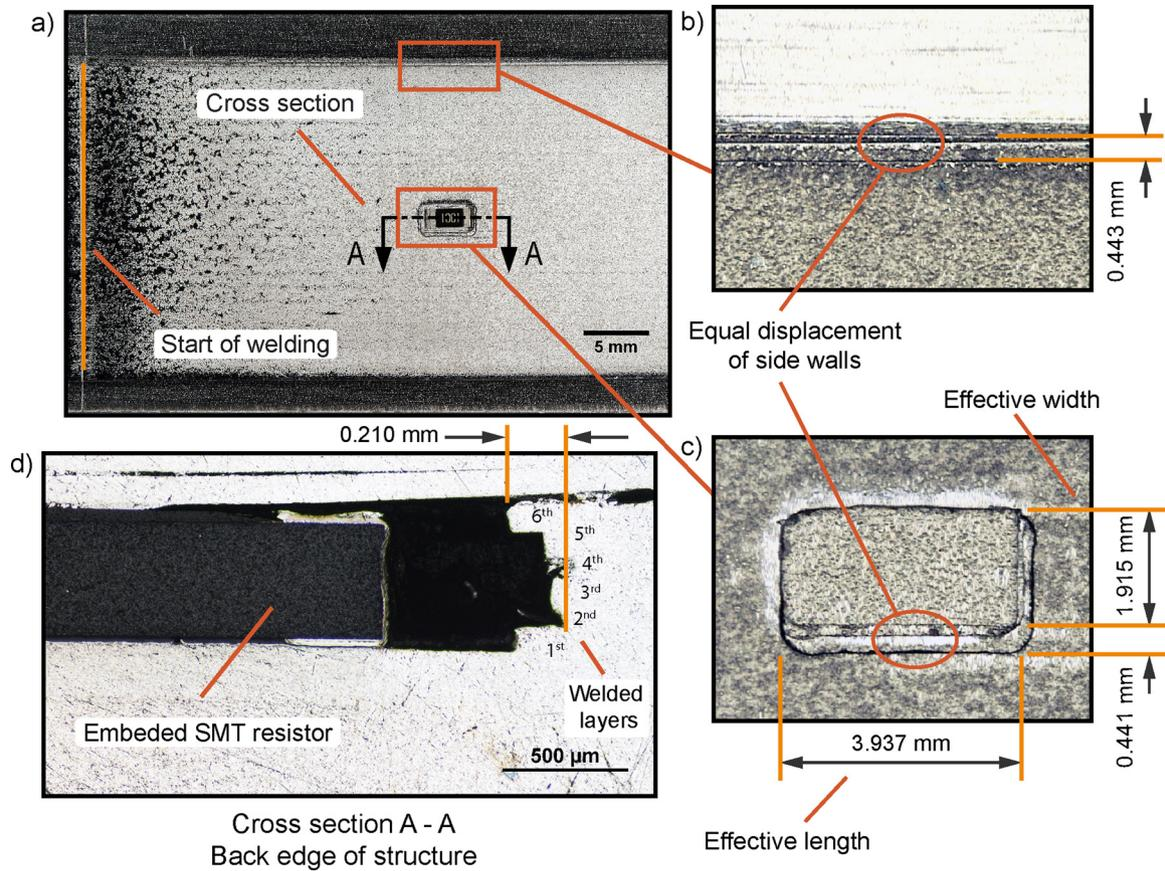 a)
Cross section
A
A
Start of welding
5 mm
b)
0.443 mm
Equal displacement
of side walls
Effective width
c)
1.915 mm
0.441 mm
3.937 mm
Effective length
0.210 mm
d)
6th
5th
4th
3rd
2nd
1st
Embeded SMT resistor
Welded
layers
500 µm
Cross section A - A
Back edge of structure